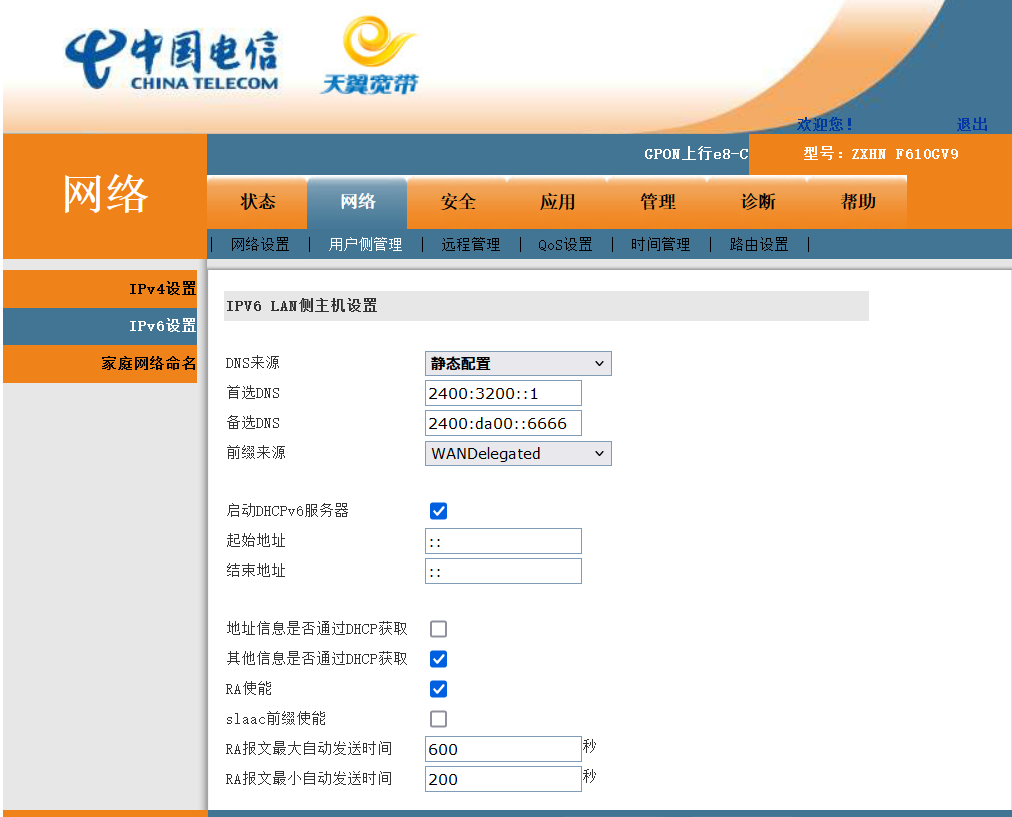 中国电信
CHINA TELECOM
天翼宽带
欢迎您！ 退出
GPON上行e8-C 型号：ZXHN F610GV9
网络
状态 网络 安全 应用 管理 诊断 帮助
| 网络设置 | 用户侧管理 | 远程管理 | QoS设置 | 时间管理 | 路由设置 |
IPv4设置
IPv6设置
家庭网络命名
IPV6 LAN侧主机设置
DNS来源 静态配置
首选DNS 2400:3200::1
备选DNS 2400:da00::6666
前缀来源 WANDelegated
启动DHCPv6服务器
起始地址 ::
结束地址 ::
地址信息是否通过DHCP获取
其他信息是否通过DHCP获取
RA使能
slaac前缀使能
RA报文最大自动发送时间 600 秒
RA报文最小自动发送时间 200 秒